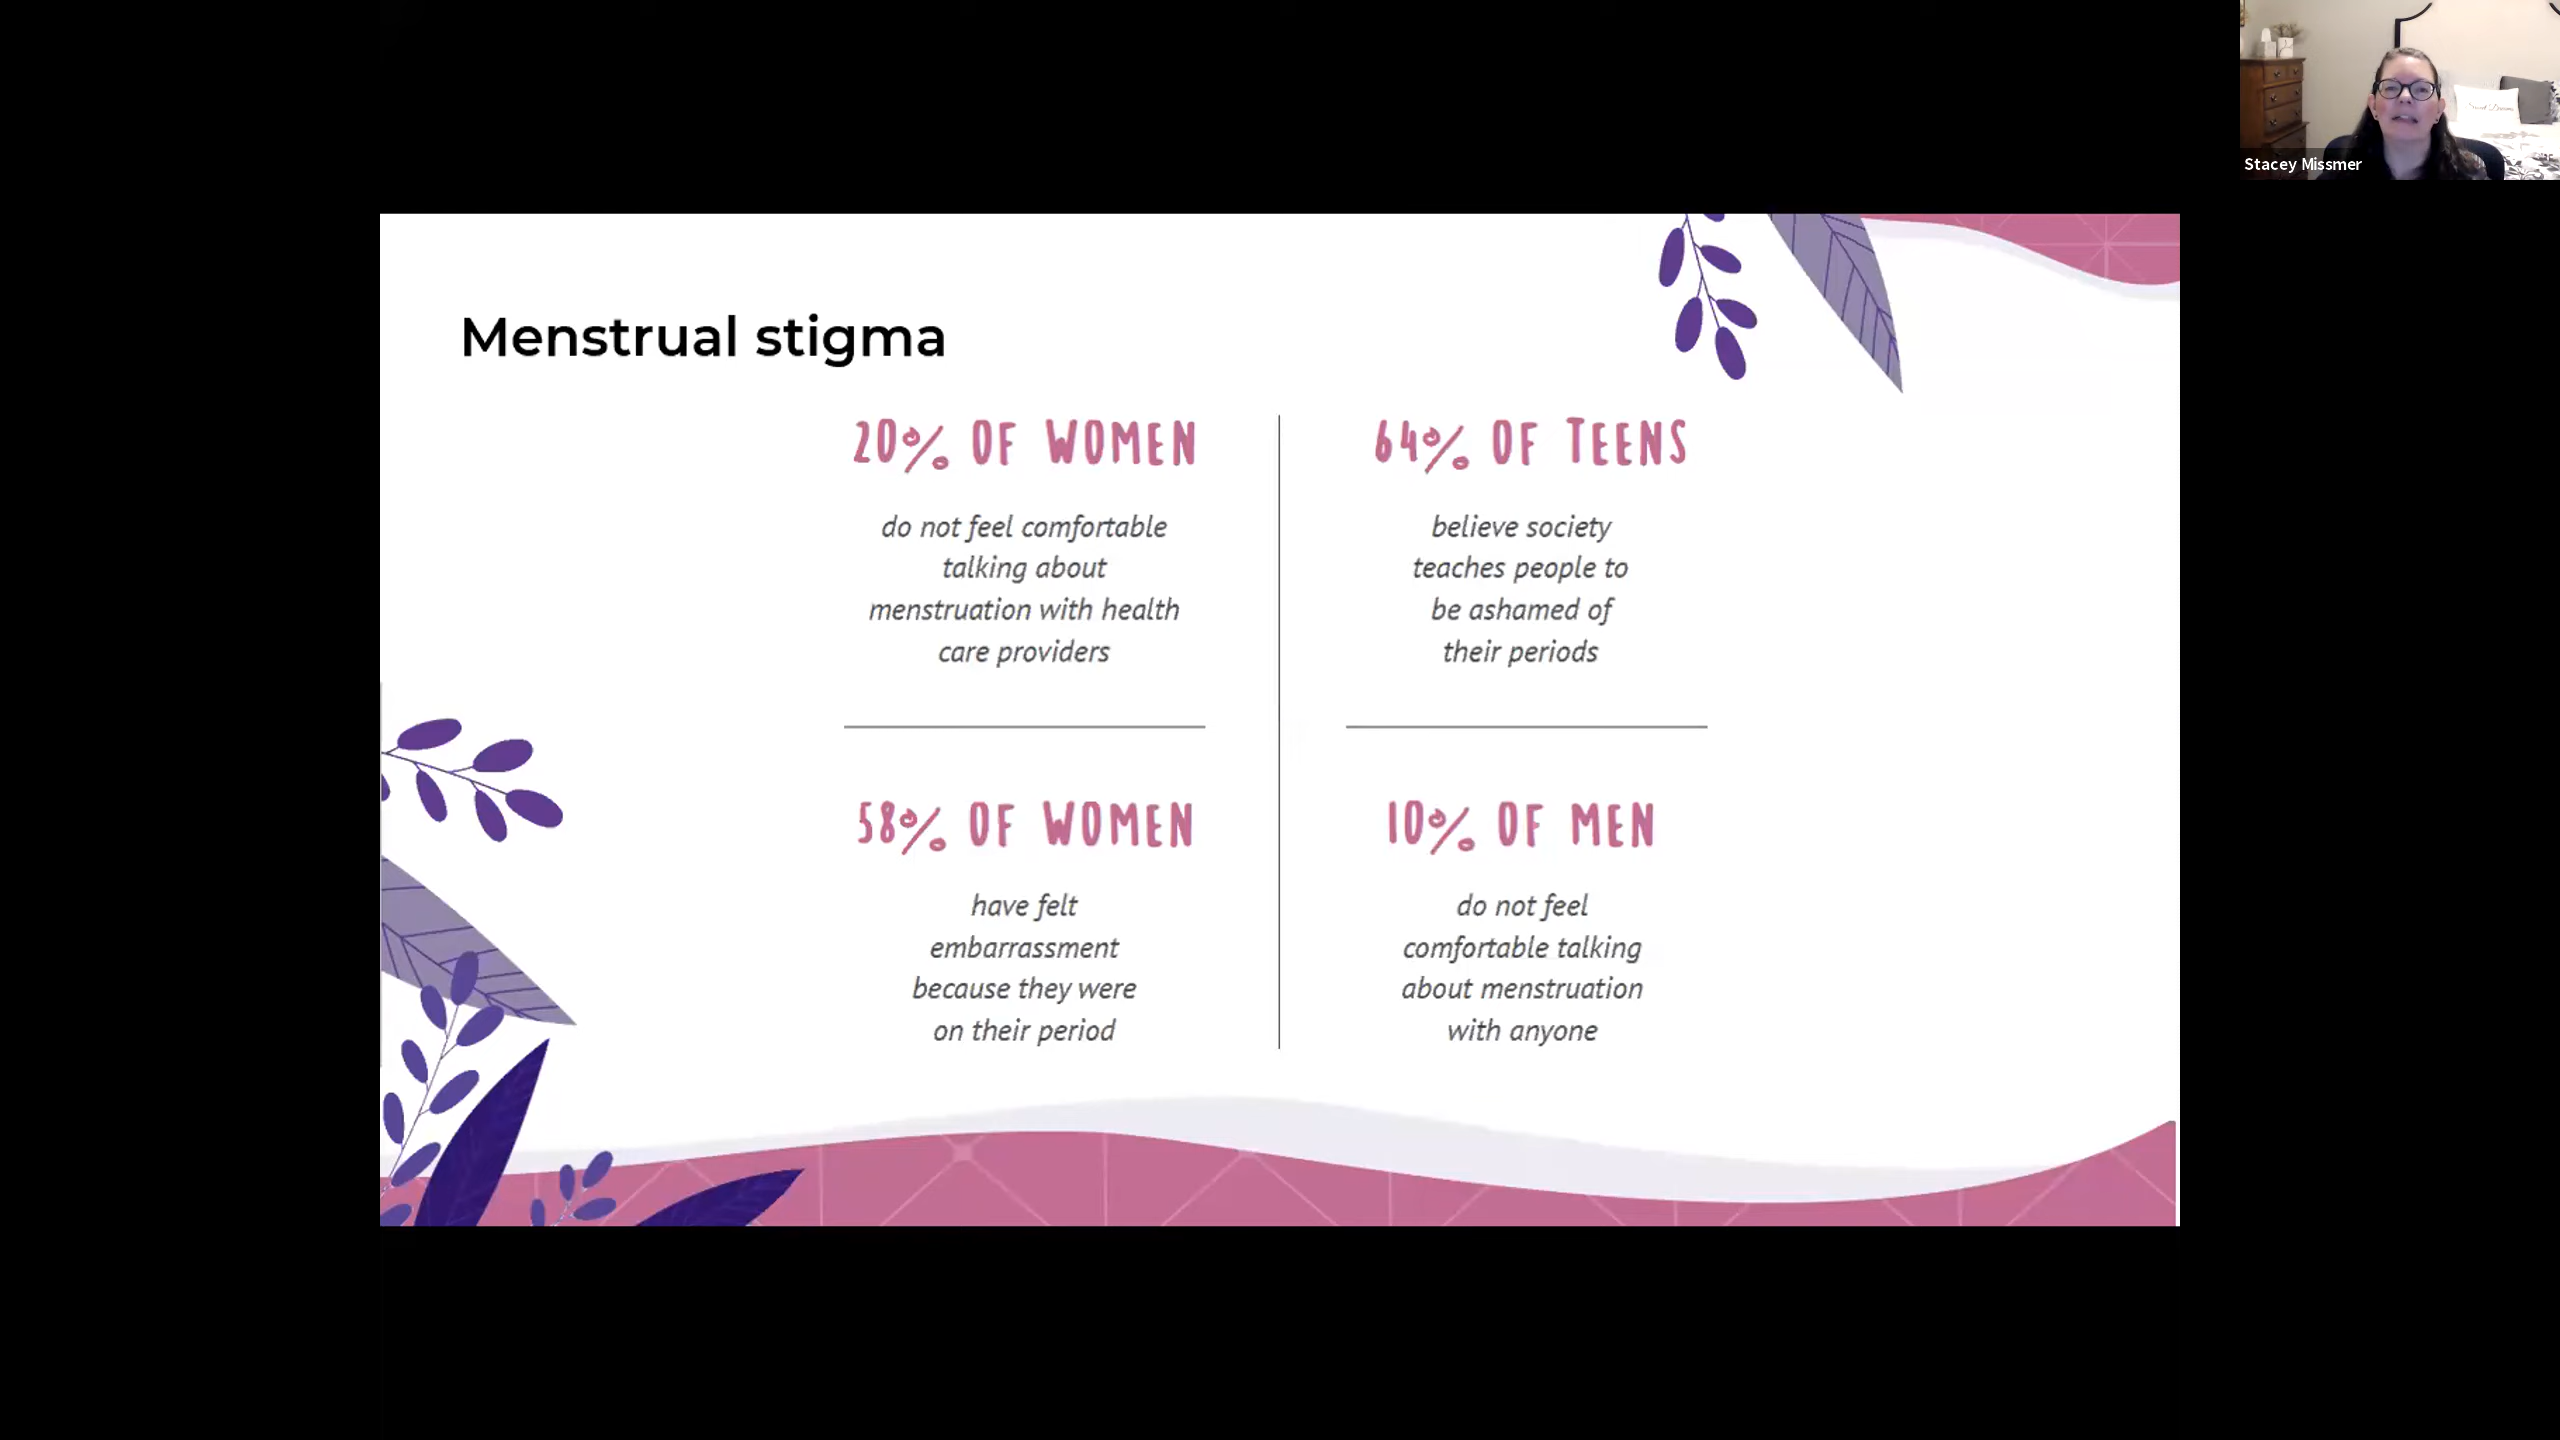 Stacey Missmer
Menstrual stigma
20% OF WOMEN
do not feel comfortable
talking about
menstruation with health
care providers
64% OF TEENS
believe society
teaches people to
be ashamed of
their periods
58% OF WOMEN
have felt
embarrassment
because they were
on their period
10% OF MEN
do not feel
comfortable talking
about menstruation
with anyone